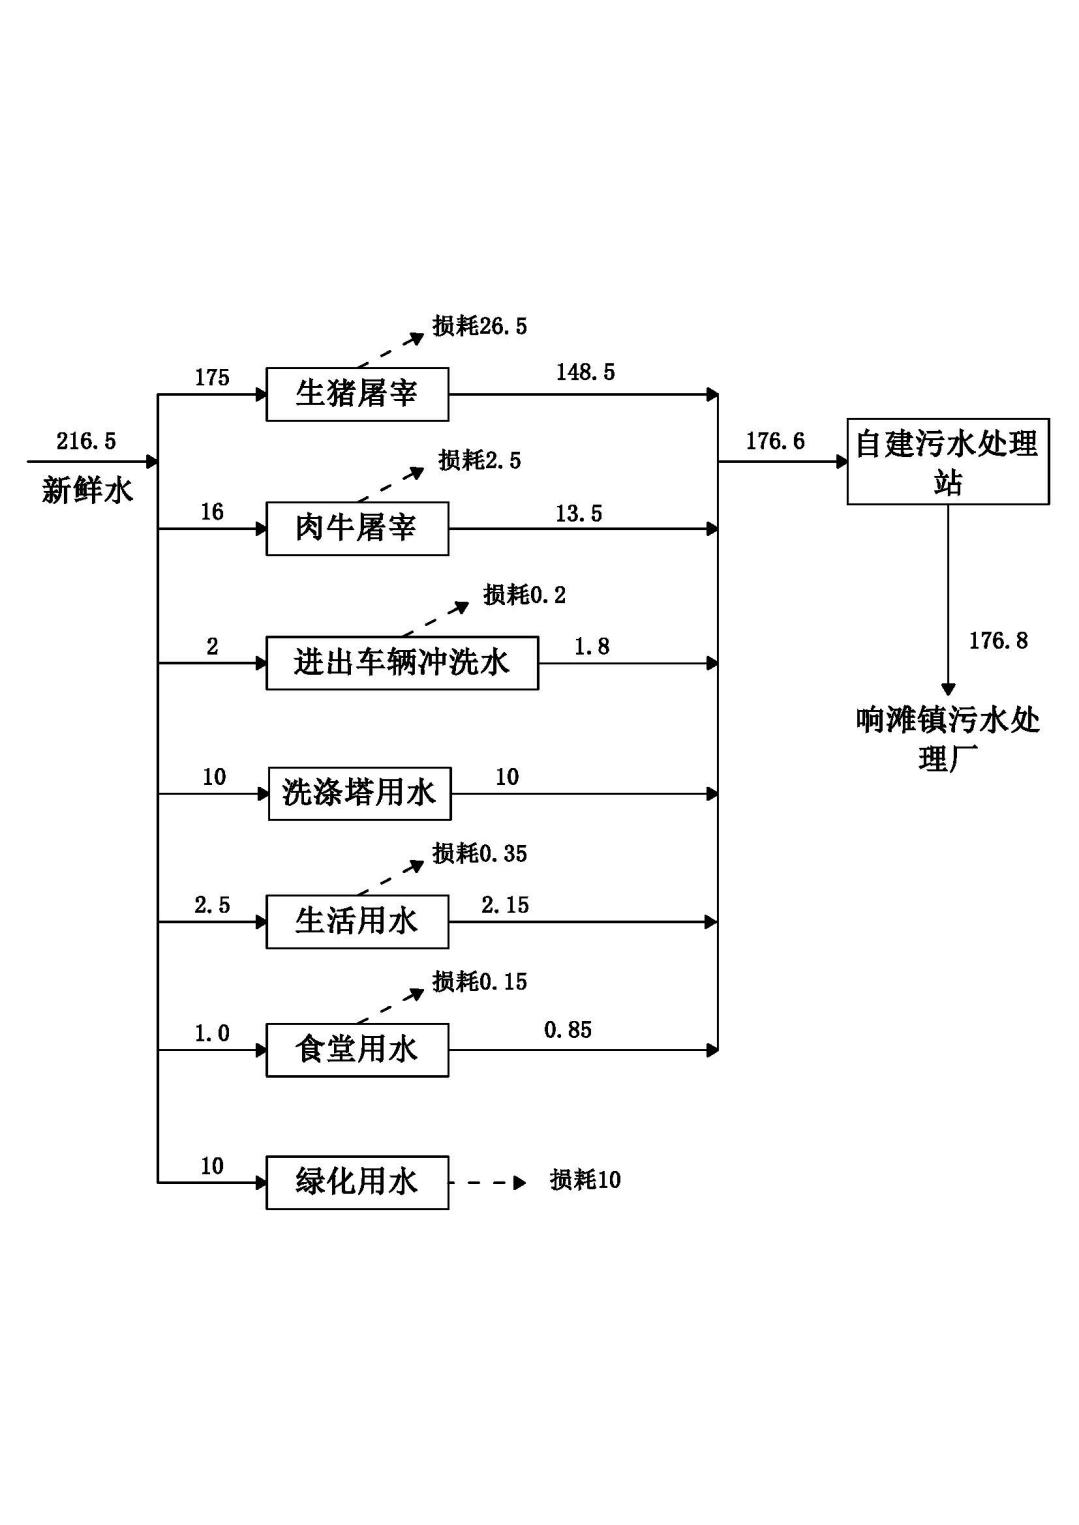 损耗26.5
175
生猪屠宰
148.5
216.5
新鲜水
176.6
自建污水处理
站
损耗2.5
16
肉牛屠宰
13.5
损耗0.2
2
进出车辆冲洗水
1.8
176.8
响滩镇污水处
理厂
10
洗涤塔用水
10
损耗0.35
2.5
生活用水
2.15
损耗0.15
1.0
食堂用水
0.85
10
绿化用水
损耗10